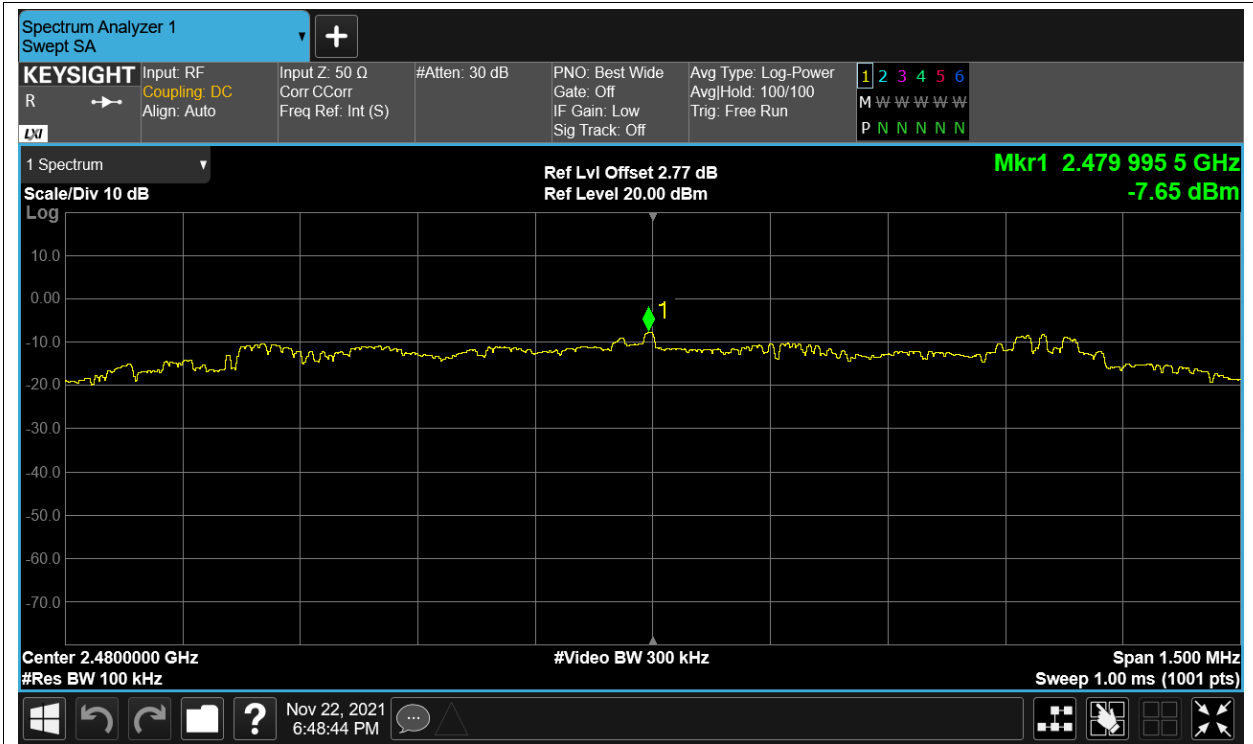 Spectrum Analyzer 1
Swept SA
KEYSIGHT
R
LXI
Input: RF
Coupling: DC
Align: Auto
Input Z: 50 Ω
Corr CCorr
Freq Ref: Int (S)
#Atten: 30 dB
PNO: Best Wide
Gate: Off
IF Gain: Low
Sig Track: Off
Avg Type: Log-Power
Avg|Hold: 100/100
Trig: Free Run
1 2 3 4 5 6
M W W W W W
P N N N N N
1 Spectrum
Scale/Div 10 dB
Log
Ref Lvl Offset 2.77 dB
Ref Level 20.00 dBm
Mkr1 2.479 995 5 GHz
-7.65 dBm
10.0
0.00
1
-10.0
-20.0
-30.0
-40.0
-50.0
-60.0
-70.0
Center 2.4800000 GHz
#Res BW 100 kHz
#Video BW 300 kHz
Span 1.500 MHz
Sweep 1.00 ms (1001 pts)
?
Nov 22, 2021
6:48:44 PM